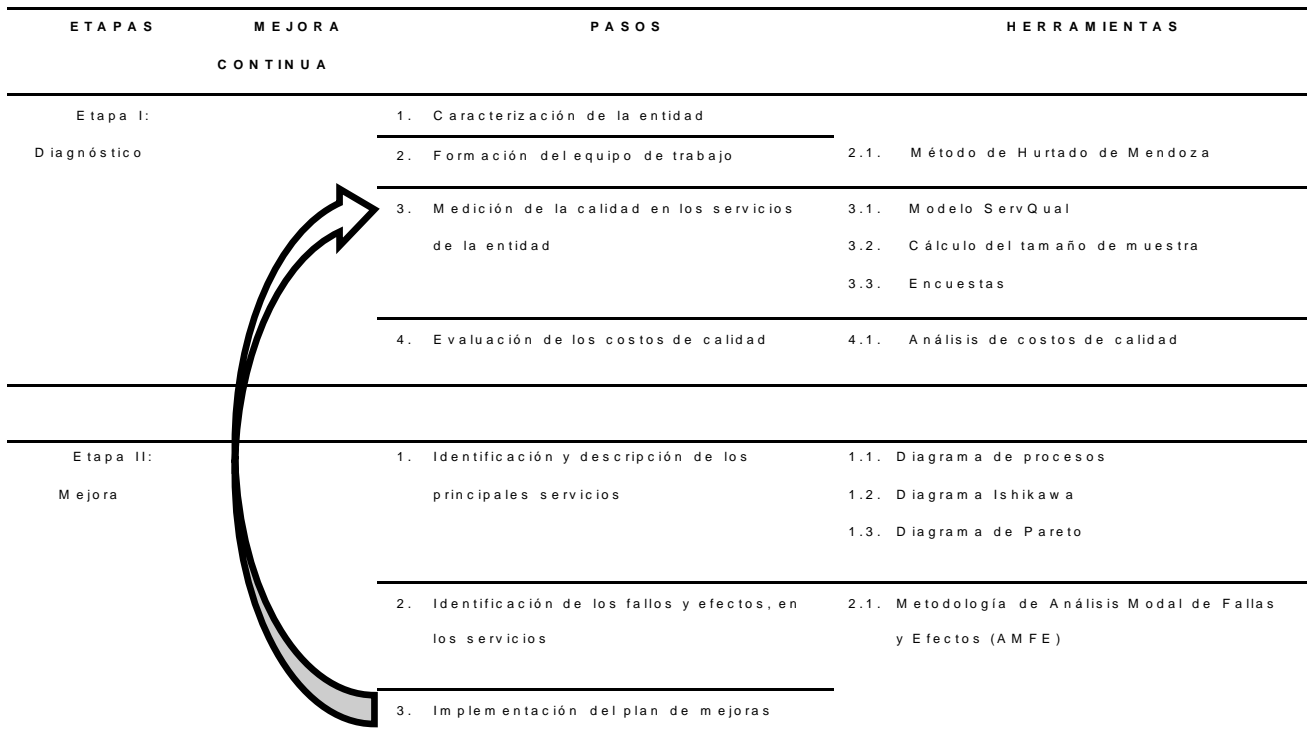 ETAPAS MEJORA PASOS HERRAMIENTAS
CONTINUA
Etapa I:
Diagnóstico
1. Caracterización de la entidad
2. Formación del equipo de trabajo
2.1. Método de Hurtado de Mendoza
3. Medición de la calidad en los servicios
de la entidad
3.1. Modelo ServQual
3.2. Cálculo del tamaño de muestra
3.3. Encuestas
4. Evaluación de los costos de calidad
4.1. Análisis de costos de calidad
Etapa II:
Mejora
1. Identificación y descripción de los
principales servicios
1.1. Diagrama de procesos
1.2. Diagrama Ishikawa
1.3. Diagrama de Pareto
2. Identificación de los fallos y efectos, en
los servicios
2.1. Metodología de Análisis Modal de Fallas
y Efectos (AMFE)
3. Implementación del plan de mejoras